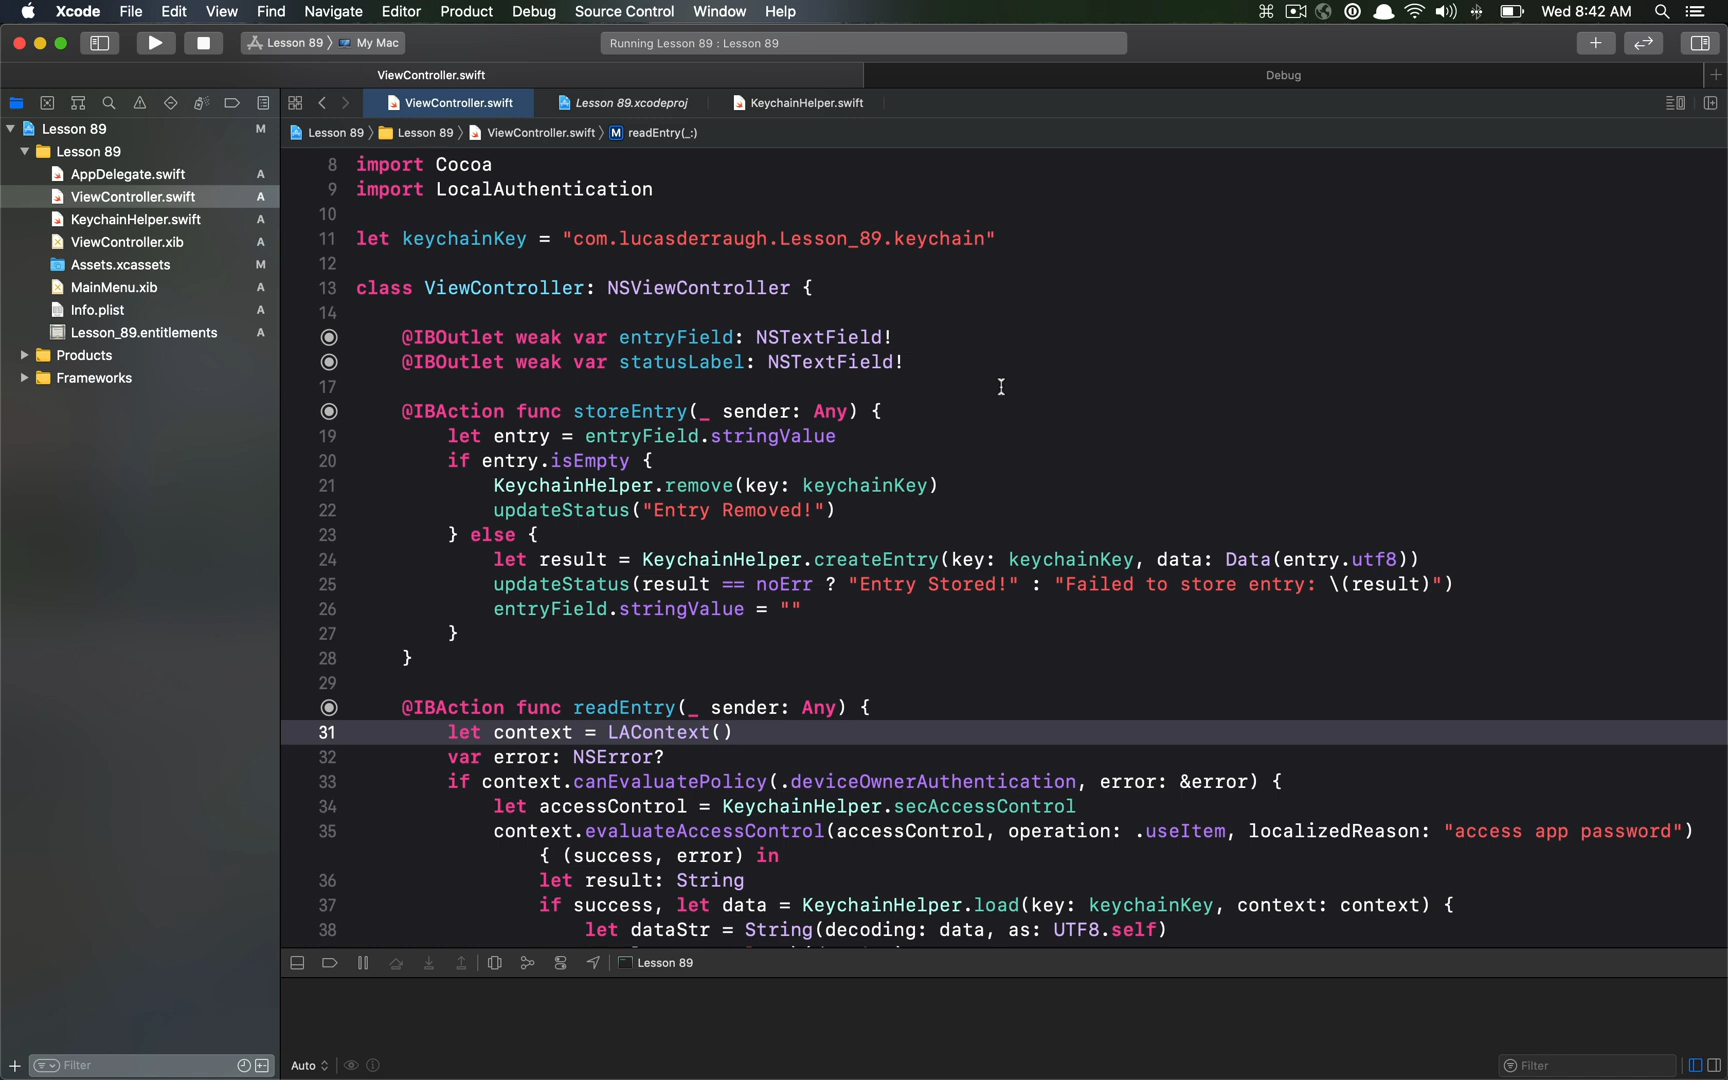 Xcode File Edit View Find Navigate Editor Product Debug Source Control Window Help Wed 8:42 AM
Lesson 89 〉 My Mac Running Lesson 89 : Lesson 89
ViewController.swift Debug
ViewController.swift Lesson 89.xcodeproj KeychainHelper.swift
Lesson 89 〉 Lesson 89 〉 ViewController.swift 〉 M readEntry(_:)
Lesson 89 M
Lesson 89
AppDelegate.swift A
ViewController.swift A
KeychainHelper.swift A
ViewController.xib A
Assets.xcassets M
MainMenu.xib A
Info.plist A
Lesson_89.entitlements A
Products
Frameworks
8 import Cocoa
9 import LocalAuthentication
10
11 let keychainKey = "com.lucasderraugh.Lesson_89.keychain"
12
13 class ViewController: NSViewController {
14
@IBOutlet weak var entryField: NSTextField!
@IBOutlet weak var statusLabel: NSTextField!
17
@IBAction func storeEntry(_ sender: Any) {
19 let entry = entryField.stringValue
20 if entry.isEmpty {
21 KeychainHelper.remove(key: keychainKey)
22 updateStatus("Entry Removed!")
23 } else {
24 let result = KeychainHelper.createEntry(key: keychainKey, data: Data(entry.utf8))
25 updateStatus(result == noErr ? "Entry Stored!" : "Failed to store entry: \(result)")
26 entryField.stringValue = ""
27 }
28 }
29
@IBAction func readEntry(_ sender: Any) {
31 let context = LAContext()
32 var error: NSError?
33 if context.canEvaluatePolicy(.deviceOwnerAuthentication, error: &error) {
34 let accessControl = KeychainHelper.secAccessControl
35 context.evaluateAccessControl(accessControl, operation: .useItem, localizedReason: "access app password")
{ (success, error) in
36 let result: String
37 if success, let data = KeychainHelper.load(key: keychainKey, context: context) {
38 let dataStr = String(decoding: data, as: UTF8.self)
Lesson 89
Filter Auto Filter